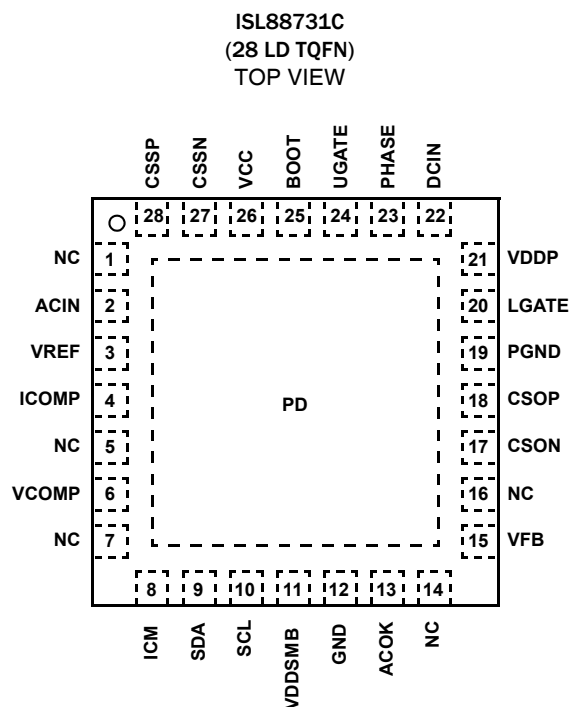 ISL88731C
(28 LD TQFN)
TOP VIEW
CSSP
CSSN
VCC
BOOT
UGATE
PHASE
DCIN
28 27 26 25 24 23 22
NC 1
ACIN 2
VREF 3
ICOMP 4
NC 5
VCOMP 6
NC 7
PD
21 VDDP
20 LGATE
19 PGND
18 CSOP
17 CSON
16 NC
15 VFB
8 9 10 11 12 13 14
ICM
SDA
SCL
VDDSMB
GND
ACOK
NC